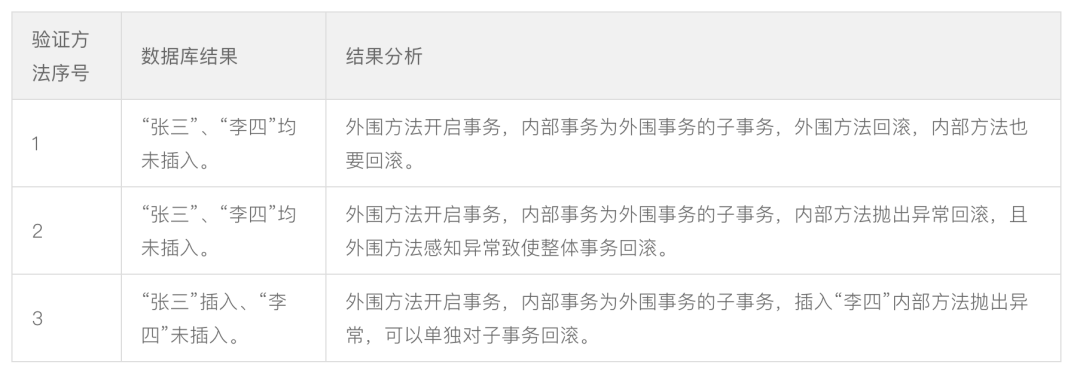 验证方
法序号
数据库结果
结果分析
1
“张三”、“李四”均
未插入。
外围方法开启事务，内部事务为外围事务的子事务，外围方法回滚，内部方法也
要回滚。
2
“张三”、“李四”均
未插入。
外围方法开启事务，内部事务为外围事务的子事务，内部方法抛出异常回滚，且
外围方法感知异常致使整体事务回滚。
3
“张三”插入、“李
四”未插入。
外围方法开启事务，内部事务为外围事务的子事务，插入“李四”内部方法抛出异
常，可以单独对子事务回滚。